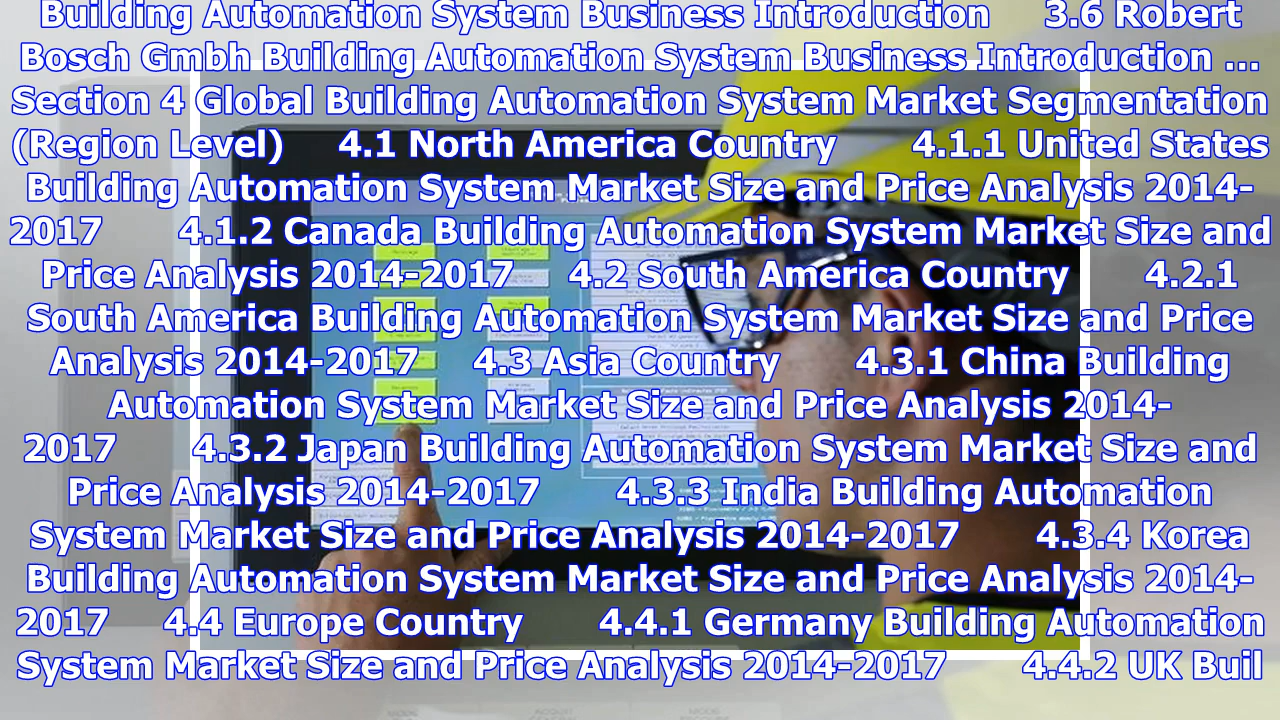 Building Automation System Business Introduction 3.6 Robert
Bosch Gmbh Building Automation System Business Introduction ...
Section 4 Global Building Automation System Market Segmentation
(Region Level) 4.1 North America Country 4.1.1 United States
Building Automation System Market Size and Price Analysis 2014-
2017 4.1.2 Canada Building Automation System Market Size and
Price Analysis 2014-2017 4.2 South America Country 4.2.1
South America Building Automation System Market Size and Price
Analysis 2014-2017 4.3 Asia Country 4.3.1 China Building
Automation System Market Size and Price Analysis 2014-
2017 4.3.2 Japan Building Automation System Market Size and
Price Analysis 2014-2017 4.3.3 India Building Automation
System Market Size and Price Analysis 2014-2017 4.3.4 Korea
Building Automation System Market Size and Price Analysis 2014-
2017 4.4 Europe Country 4.4.1 Germany Building Automation
System Market Size and Price Analysis 2014-2017 4.4.2 UK Buil